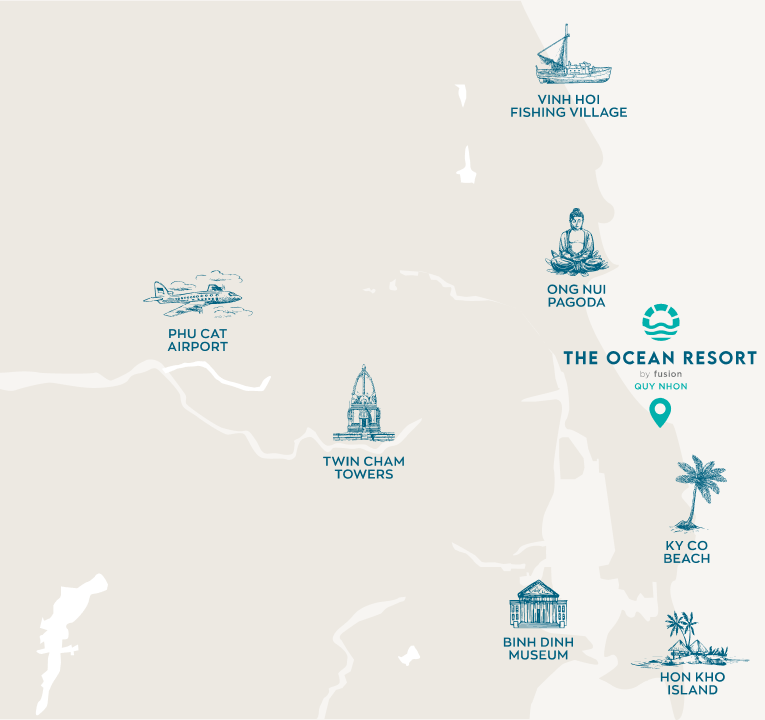 VINH HOI
FISHING VILLAGE
ONG NUI
PAGODA
PHU CAT
AIRPORT
THE OCEAN RESORT
by fusion
QUY NHON
TWIN CHAM
TOWERS
KY CO
BEACH
BINH DINH
MUSEUM
HON KHO
ISLAND